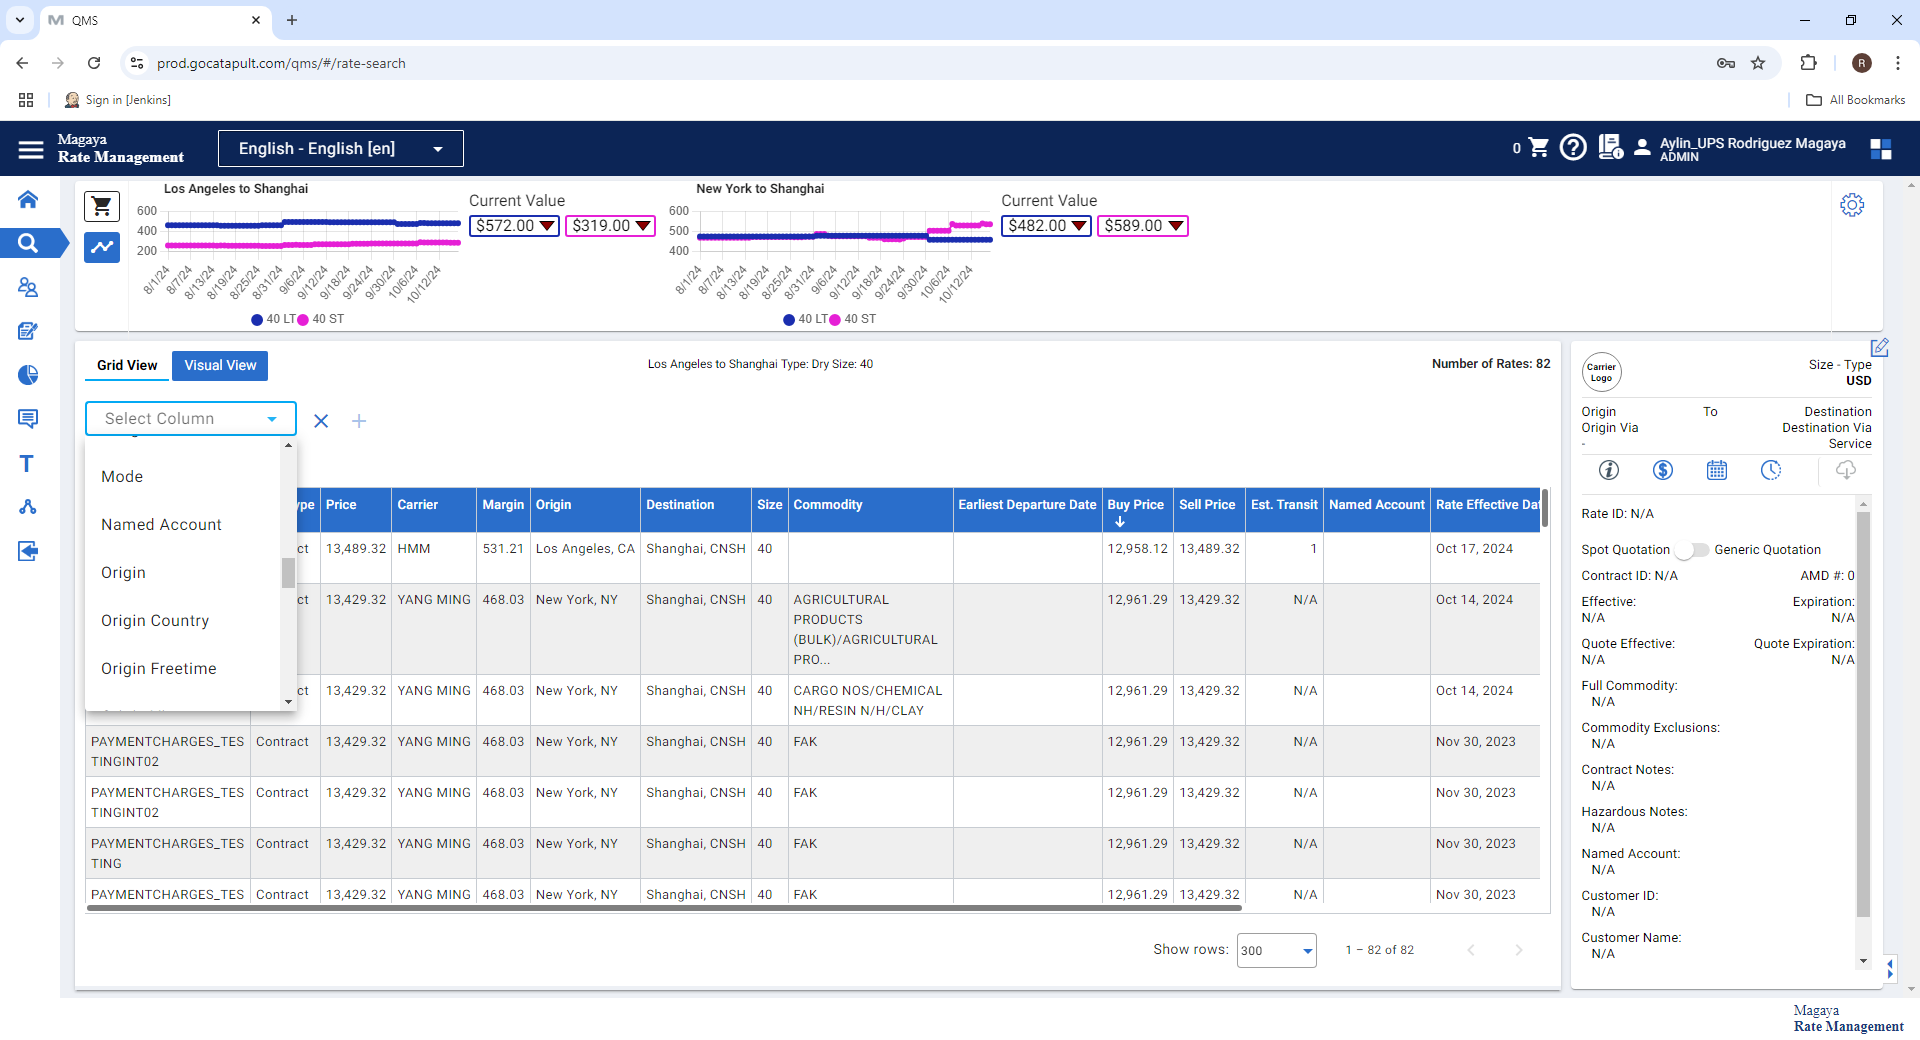 QMS
prod.gocatapult.com/qms/#/rate-search
R
Sign in [Jenkins]
All Bookmarks
Magaya
Rate Management
English - English [en]
0
Aylin_UPS Rodriguez Magaya
ADMIN
Los Angeles to Shanghai
600
400
200
8/1/24
8/7/24
8/13/24
8/19/24
8/25/24
8/31/24
9/6/24
9/12/24
9/18/24
9/24/24
9/30/24
10/6/24
10/12/24
40 LT
40 ST
Current Value
$572.00
$319.00
New York to Shanghai
600
500
400
8/1/24
8/7/24
8/13/24
8/19/24
8/25/24
8/31/24
9/6/24
9/12/24
9/18/24
9/24/24
9/30/24
10/6/24
10/12/24
40 LT
40 ST
Current Value
$482.00
$589.00
Grid View
Visual View
Los Angeles to Shanghai Type: Dry Size: 40
Number of Rates: 82
Select Column
Mode
Named Account
Origin
Origin Country
Origin Freetime
ype Price Carrier Margin Origin Destination Size Commodity Earliest Departure Date Buy Price Sell Price Est. Transit Named Account Rate Effective Dat
ct 13,489.32 HMM 531.21 Los Angeles, CA Shanghai, CNSH 40 12,958.12 13,489.32 1 Oct 17, 2024
ct 13,429.32 YANG MING 468.03 New York, NY Shanghai, CNSH 40 AGRICULTURAL 12,961.29 13,429.32 N/A Oct 14, 2024
PRODUCTS
(BULK)/AGRICULTURAL
PRO...
ct 13,429.32 YANG MING 468.03 New York, NY Shanghai, CNSH 40 CARGO NOS/CHEMICAL 12,961.29 13,429.32 N/A Oct 14, 2024
NH/RESIN N/H/CLAY
PAYMENTCHARGES_TES Contract 13,429.32 YANG MING 468.03 New York, NY Shanghai, CNSH 40 FAK 12,961.29 13,429.32 N/A Nov 30, 2023
TINGINT02
PAYMENTCHARGES_TES Contract 13,429.32 YANG MING 468.03 New York, NY Shanghai, CNSH 40 FAK 12,961.29 13,429.32 N/A Nov 30, 2023
TINGINT02
PAYMENTCHARGES_TES Contract 13,429.32 YANG MING 468.03 New York, NY Shanghai, CNSH 40 FAK 12,961.29 13,429.32 N/A Nov 30, 2023
TING
PAYMENTCHARGES_TES Contract 13,429.32 YANG MING 468.03 New York, NY Shanghai, CNSH 40 FAK 12,961.29 13,429.32 N/A Nov 30, 2023
Show rows: 300 1 – 82 of 82
Carrier
Logo
Size - Type
USD
Origin To Destination
Origin Via Destination Via
- Service
Rate ID: N/A
Spot Quotation Generic Quotation
Contract ID: N/A AMD #: 0
Effective: Expiration:
N/A N/A
Quote Effective: Quote Expiration:
N/A N/A
Full Commodity:
N/A
Commodity Exclusions:
N/A
Contract Notes:
N/A
Hazardous Notes:
N/A
Named Account:
N/A
Customer ID:
N/A
Customer Name:
N/A
Magaya
Rate Management